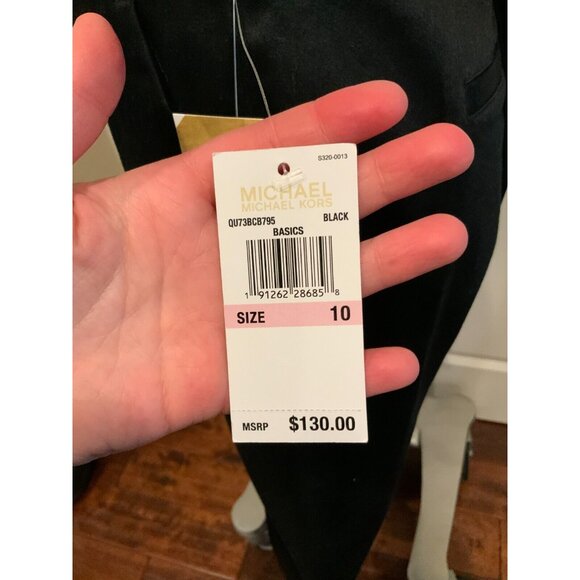 S320-0013
MICHAEL
MICHAEL KORS
QU73BCB795 BLACK
BASICS
1 91262 28685 8
SIZE 10
MSRP $130.00